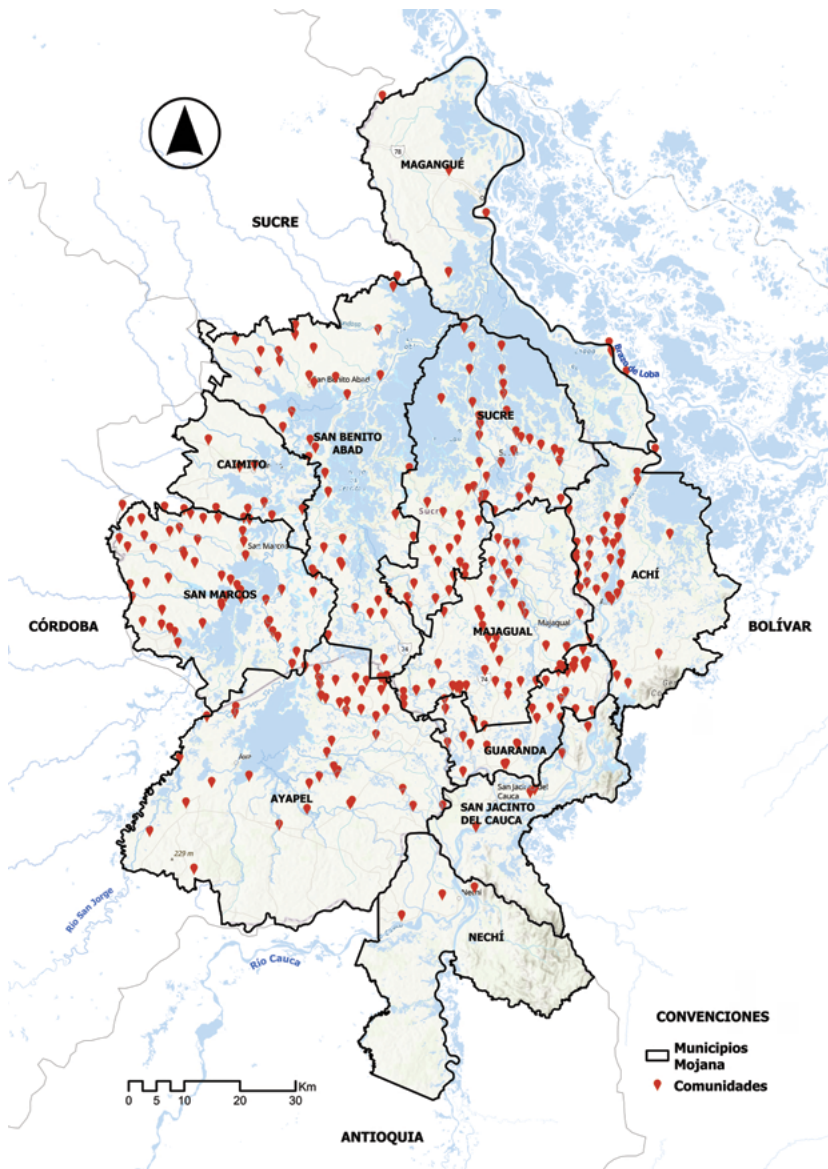 MAGANGUÉ
78
SUCRE
Brazo de Loba
San Benito Abad
SUCRE
SAN BENITO
ABAD
CAIMITO
Sucre
San Marcos
ACHÍ
SAN MARCOS
CÓRDOBA
MAJAGUAL
Majagual
BOLÍVAR
24
74
GUARANDA
AYAPEL
San Jacinto del
Cauca
SAN JACINTO
DEL CAUCA
229 m
Río San Jorge
Nechí
NECHÍ
Río Cauca
CONVENCIONES
Municipios
Mojana
Comunidades
0 5 10 20 30
Km
ANTIOQUIA